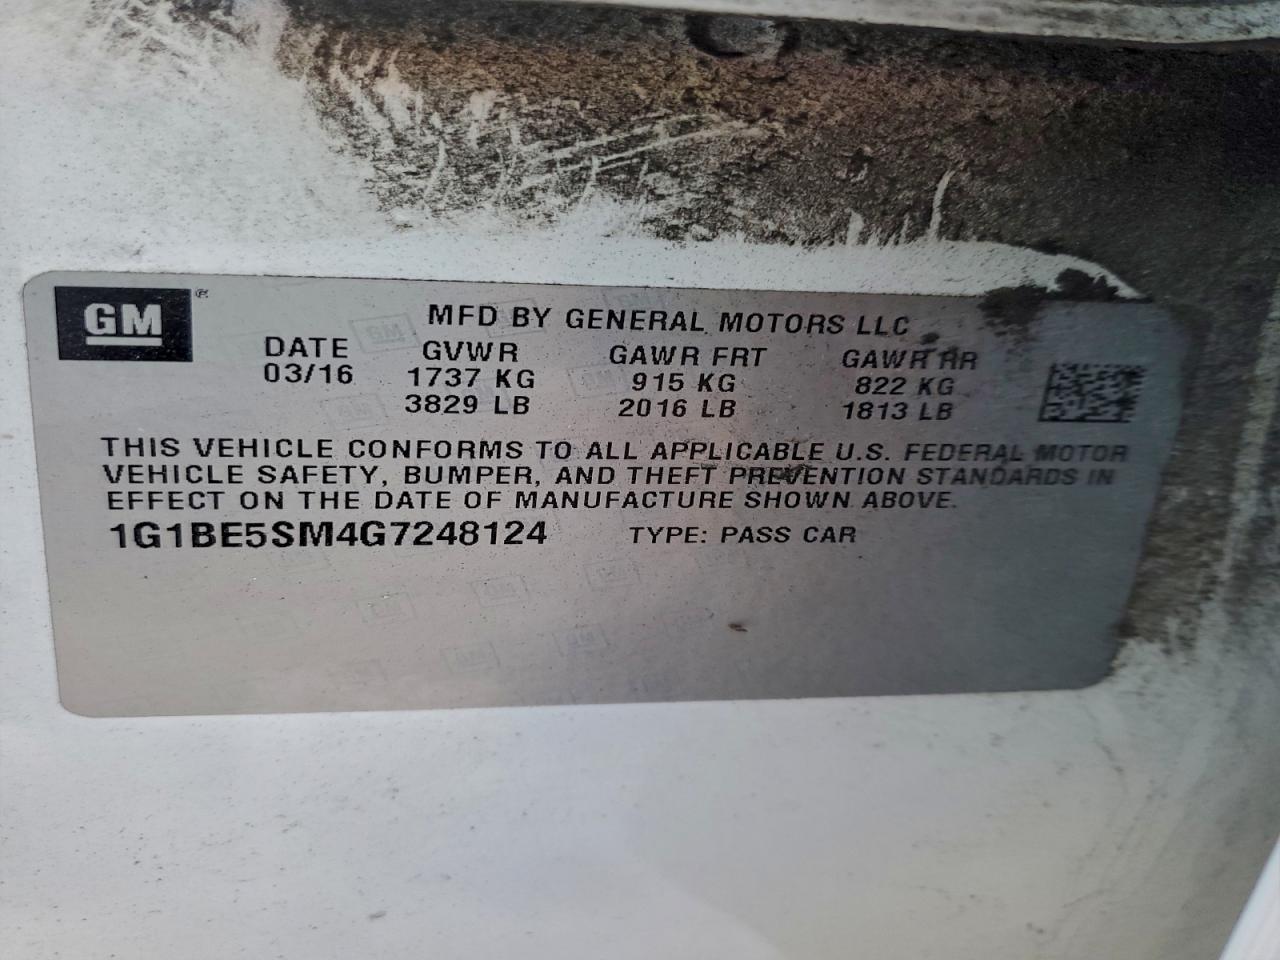 GM
MFD BY GENERAL MOTORS LLC
DATE GVWR GAWR FRT GAWR RR
03/16 1737 KG 915 KG 822 KG
3829 LB 2016 LB 1813 LB
THIS VEHICLE CONFORMS TO ALL APPLICABLE U.S. FEDERAL MOTOR
VEHICLE SAFETY, BUMPER, AND THEFT PREVENTION STANDARDS IN
EFFECT ON THE DATE OF MANUFACTURE SHOWN ABOVE.
1G1BE5SM4G7248124 TYPE: PASS CAR